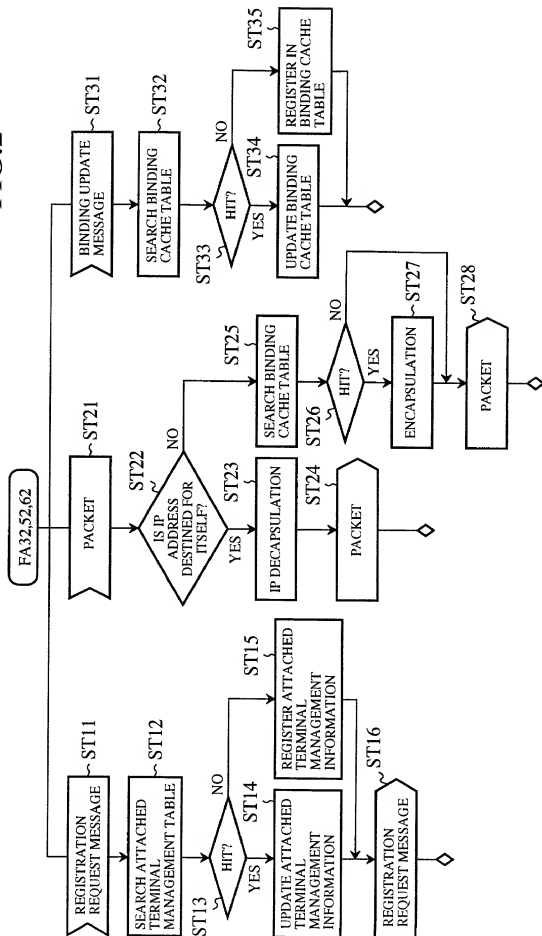 FA32,52,62
ST11
REGISTRATION
REQUEST MESSAGE
ST12
SEARCH ATTACHED
TERMINAL
MANAGEMENT TABLE
ST13
HIT?
NO
YES
ST14
UPDATE ATTACHED
TERMINAL
MANAGEMENT
INFORMATION
ST15
REGISTER ATTACHED
TERMINAL
MANAGEMENT
INFORMATION
ST16
REGISTRATION
REQUEST MESSAGE
ST21
PACKET
ST22
IS IP
ADDRESS
DESTINED FOR
ITSELF?
NO
YES
ST23
IP DECAPSULATION
ST24
PACKET
ST25
SEARCH BINDING
CACHE TABLE
ST26
HIT?
NO
YES
ST27
ENCAPSULATION
ST28
PACKET
ST31
BINDING UPDATE
MESSAGE
ST32
SEARCH BINDING
CACHE TABLE
ST33
HIT?
NO
YES
ST34
UPDATE BINDING
CACHE TABLE
ST35
REGISTER IN
BINDING CACHE
TABLE